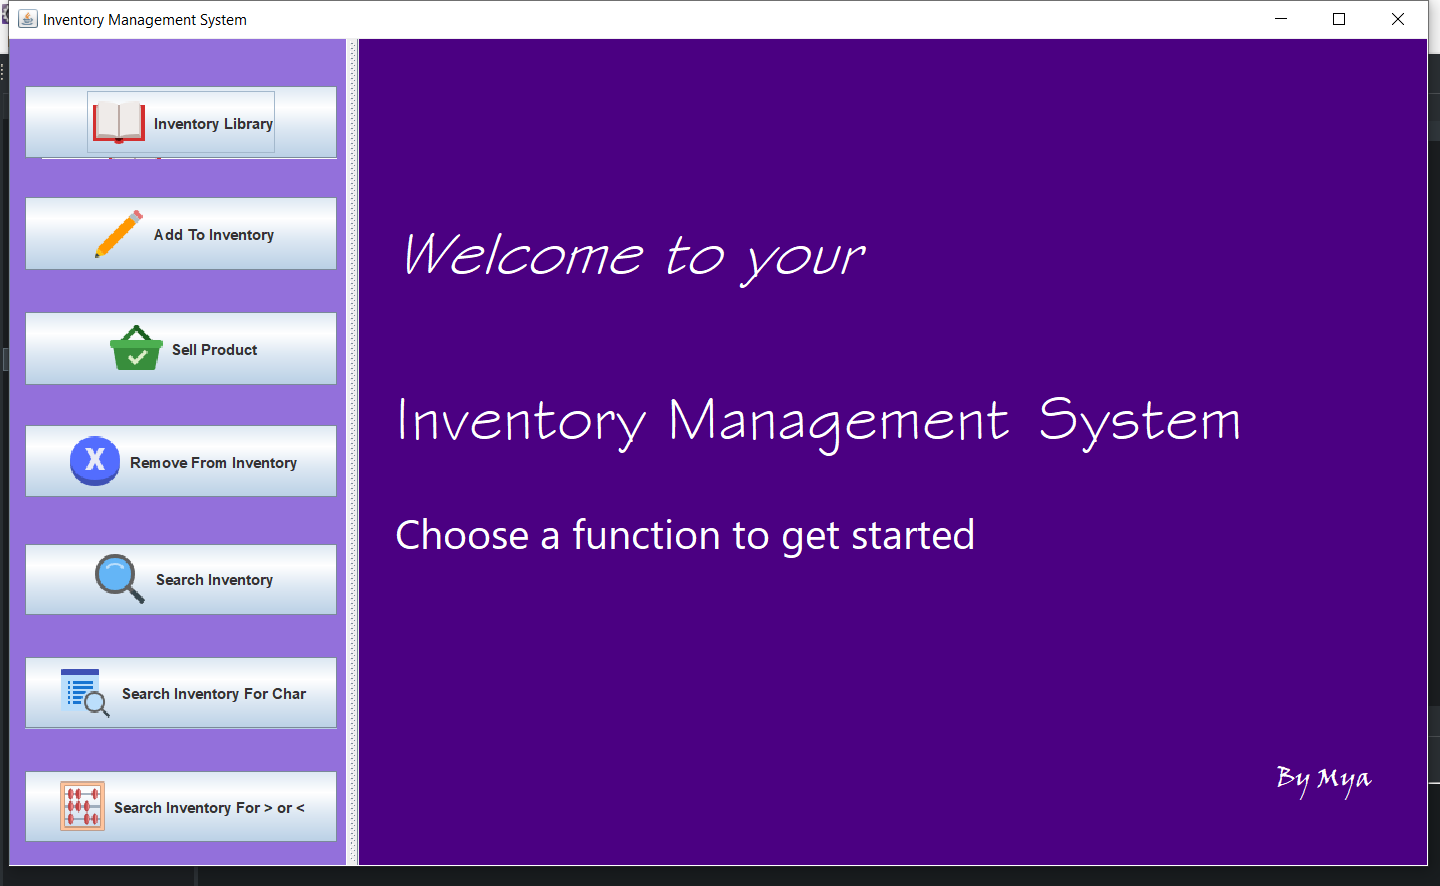 Inventory Management System
Inventory Library
Add To Inventory
Sell Product
X
Remove From Inventory
Search Inventory
Search Inventory For Char
Search Inventory For > or <
Welcome to your
Inventory Management System
Choose a function to get started
By Mya